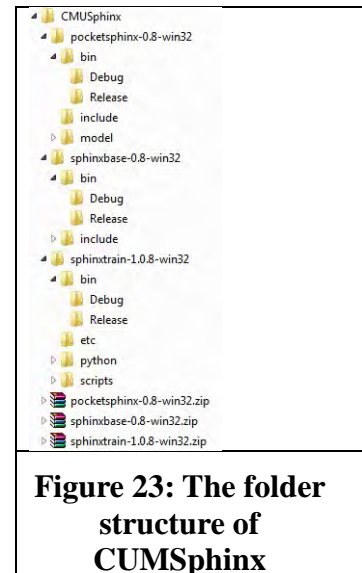 CMUSphinx
pocketsphinx-0.8-win32
bin
Debug
Release
include
model
sphinxbase-0.8-win32
bin
Debug
Release
include
sphinxtrain-1.0.8-win32
bin
Debug
Release
etc
python
scripts
pocketsphinx-0.8-win32.zip
sphinxbase-0.8-win32.zip
sphinxtrain-1.0.8-win32.zip
Figure 23: The folder
structure of
CUMSphinx